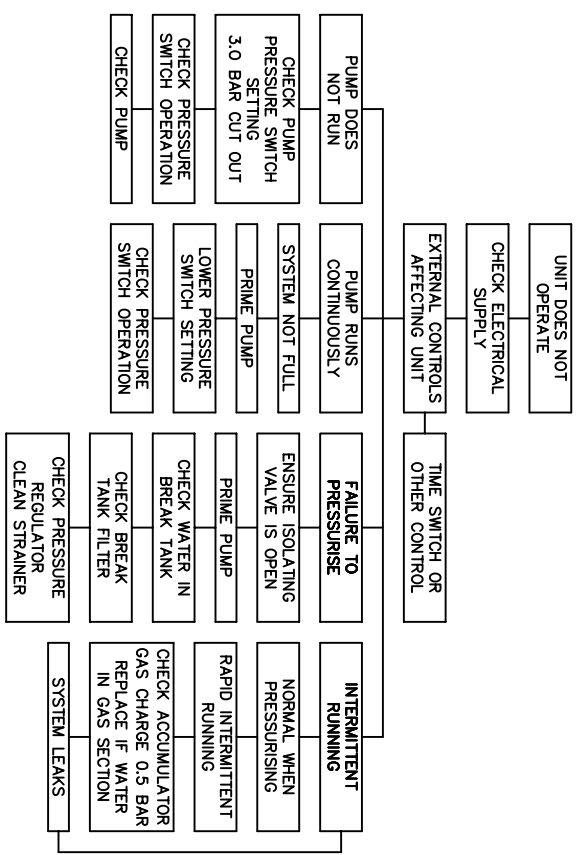 UNIT DOES NOT
OPERATE
CHECK ELECTRICAL
SUPPLY
EXTERNAL CONTROLS
AFFECTING UNIT
TIME SWITCH OR
OTHER CONTROL
PUMP DOES
NOT RUN
CHECK PUMP
PRESSURE SWITCH
SETTING
3.0 BAR CUT OUT
CHECK PRESSURE
SWITCH OPERATION
CHECK PUMP
PUMP RUNS
CONTINUOUSLY
SYSTEM NOT FULL
PRIME PUMP
LOWER PRESSURE
SWITCH SETTING
CHECK PRESSURE
SWITCH OPERATION
FAILURE TO
PRESSURISE
ENSURE ISOLATING
VALVE IS OPEN
PRIME PUMP
CHECK WATER IN
BREAK TANK
CHECK BREAK
TANK FILTER
CHECK PRESSURE
REGULATOR
CLEAN STRAINER
INTERMITTENT
RUNNING
NORMAL WHEN
PRESSURISING
RAPID INTERMITTENT
RUNNING
CHECK ACCUMULATOR
GAS CHARGE 0.5 BAR
REPLACE IF WATER
IN GAS SECTION
SYSTEM LEAKS